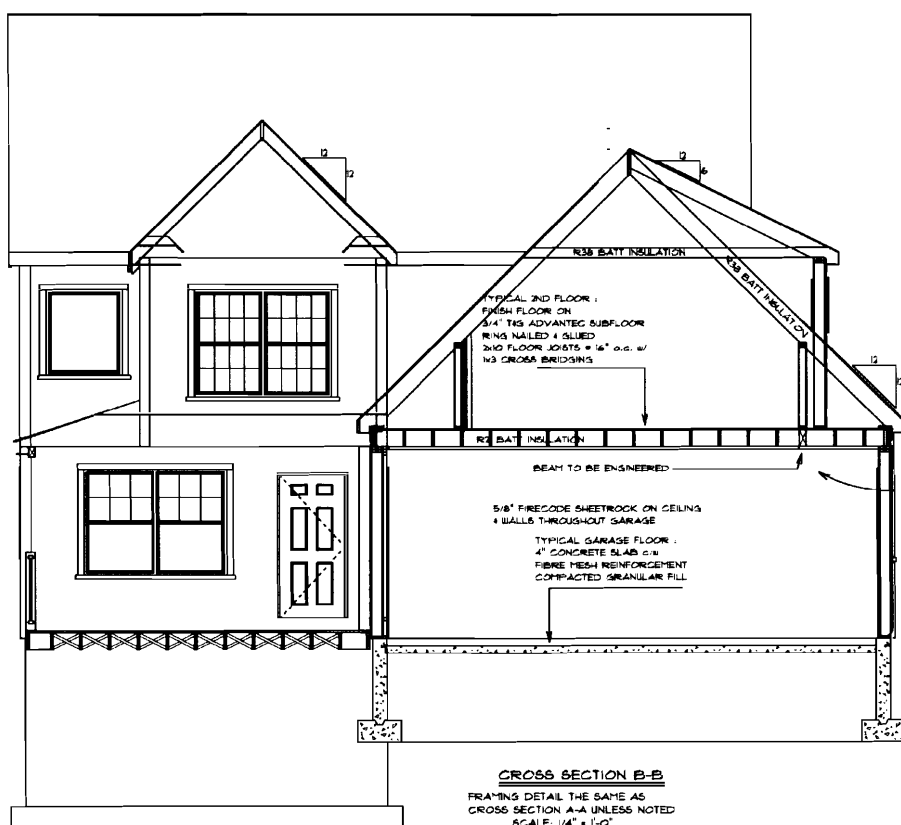 12
12
12
6
R38 BATT INSULATION
R38 BATT INSULATION
TYPICAL 2ND FLOOR :
FINISH FLOOR ON
3/4" T&G ADVANTEC SUBFLOOR
RING NAILED & GLUED
2x10 FLOOR JOISTS @ 16" o.c. w/
1x3 CROSS BRIDGING
12
12
BATT INSULATION
BEAM TO BE ENGINEERED
5/8" FIRECODE SHEETROCK ON CEILING
& WALLS THROUGHOUT GARAGE
TYPICAL GARAGE FLOOR :
4" CONCRETE SLAB c/w
FIBRE MESH REINFORCEMENT
COMPACTED GRANULAR FILL
CROSS SECTION B-B
FRAMING DETAIL THE SAME AS
CROSS SECTION A-A UNLESS NOTED
SCALE: 1/4" = 1'-0"